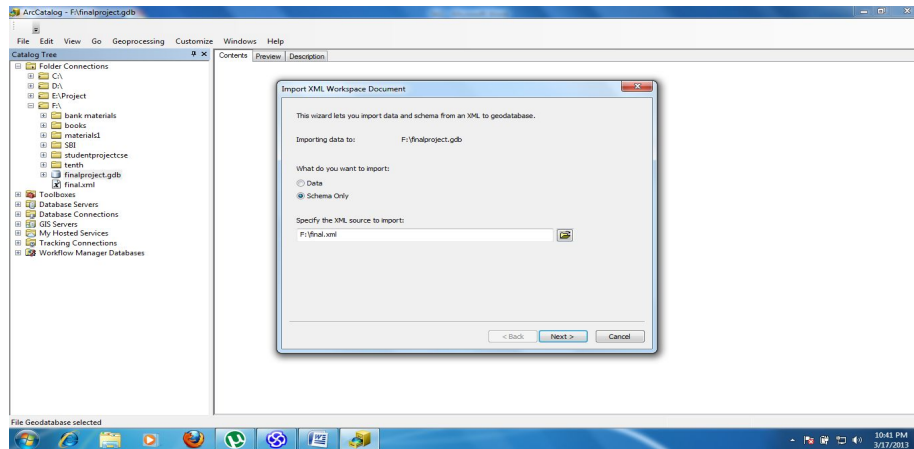 ArcCatalog - F:\finalproject.gdb
File Edit View Go Geoprocessing Customize Windows Help
Catalog Tree
Contents Preview Description
Folder Connections
C:\
D:\
E:\Project
F:\
bank materials
books
materials1
SBI
studentprojectcse
tenth
finalproject.gdb
final.xml
Toolboxes
Database Servers
Database Connections
GIS Servers
My Hosted Services
Tracking Connections
Workflow Manager Databases
Import XML Workspace Document
This wizard lets you import data and schema from an XML to geodatabase.
Importing data to: F:\finalproject.gdb
What do you want to import:
Data
Schema Only
Specify the XML source to import:
F:\final.xml
< Back Next > Cancel
File Geodatabase selected
10:41 PM
3/17/2013